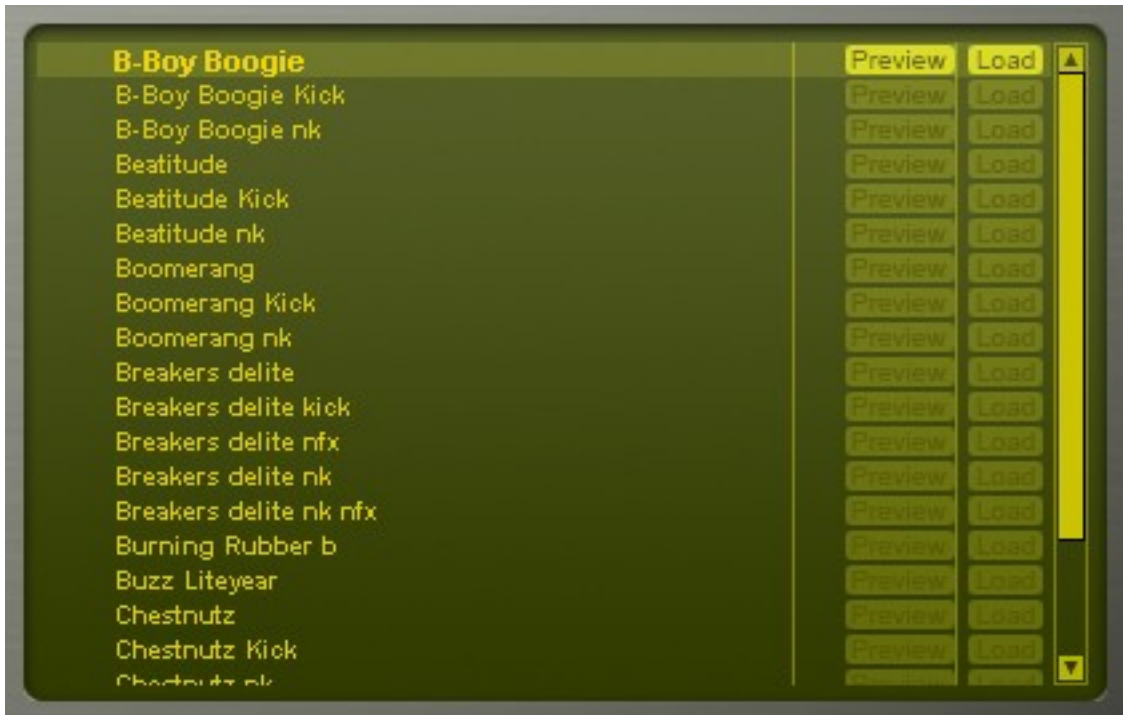 B-Boy Boogie Preview Load
B-Boy Boogie Kick Preview Load
B-Boy Boogie nk Preview Load
Beatitude Preview Load
Beatitude Kick Preview Load
Beatitude nk Preview Load
Boomerang Preview Load
Boomerang Kick Preview Load
Boomerang nk Preview Load
Breakers delite Preview Load
Breakers delite kick Preview Load
Breakers delite nfx Preview Load
Breakers delite nk Preview Load
Breakers delite nk nfx Preview Load
Burning Rubber b Preview Load
Buzz Liteyear Preview Load
Chestnutz Preview Load
Chestnutz Kick Preview Load
Chestnutz nk